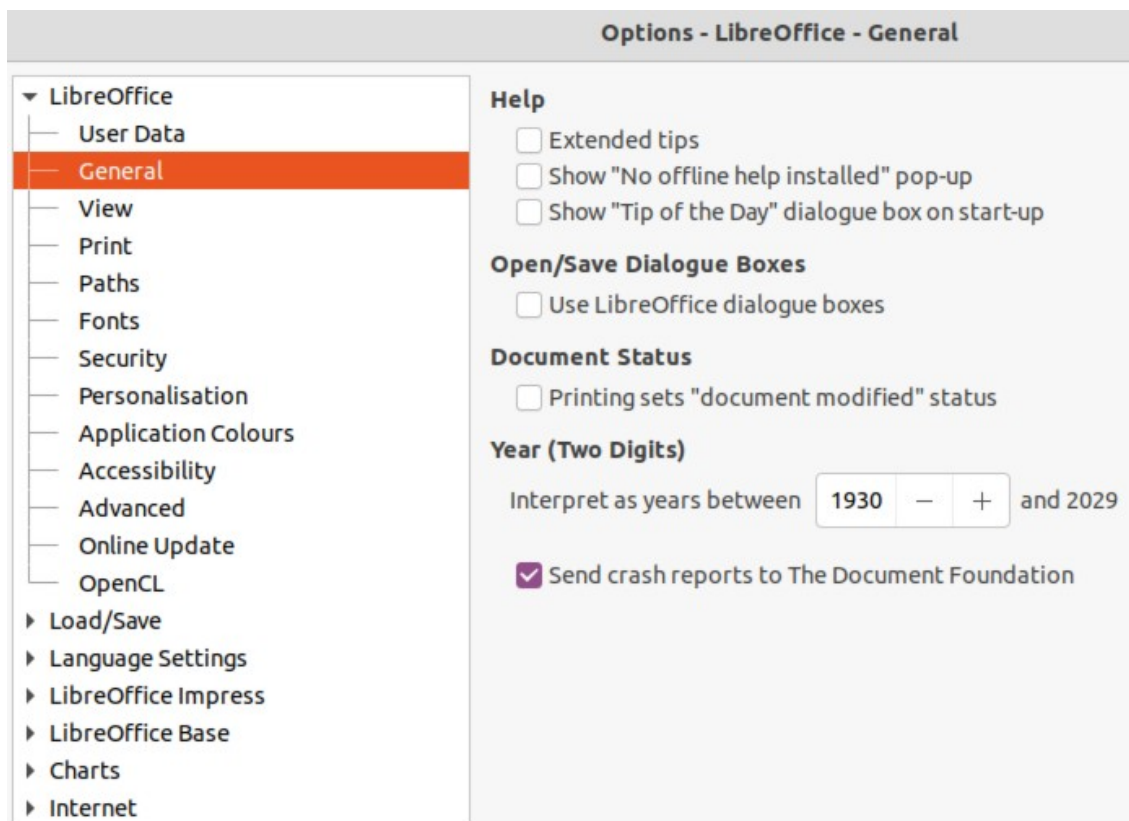 Options - LibreOffice - General
LibreOffice
User Data
General
View
Print
Paths
Fonts
Security
Personalisation
Application Colours
Accessibility
Advanced
Online Update
OpenCL
Load/Save
Language Settings
LibreOffice Impress
LibreOffice Base
Charts
Internet
Help
Extended tips
Show "No offline help installed" pop-up
Show "Tip of the Day" dialogue box on start-up
Open/Save Dialogue Boxes
Use LibreOffice dialogue boxes
Document Status
Printing sets "document modified" status
Year (Two Digits)
Interpret as years between 1930 − + and 2029
Send crash reports to The Document Foundation